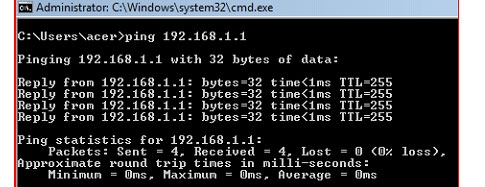 Administrator: C:\Windows\system32\cmd.exe
C:\Users\acer>ping 192.168.1.1
Pinging 192.168.1.1 with 32 bytes of data:
Reply from 192.168.1.1: bytes=32 time<1ms TTL=255
Reply from 192.168.1.1: bytes=32 time<1ms TTL=255
Reply from 192.168.1.1: bytes=32 time<1ms TTL=255
Reply from 192.168.1.1: bytes=32 time<1ms TTL=255
Ping statistics for 192.168.1.1:
    Packets: Sent = 4, Received = 4, Lost = 0 (0% loss),
Approximate round trip times in milli-seconds:
    Minimum = 0ms, Maximum = 0ms, Average = 0ms